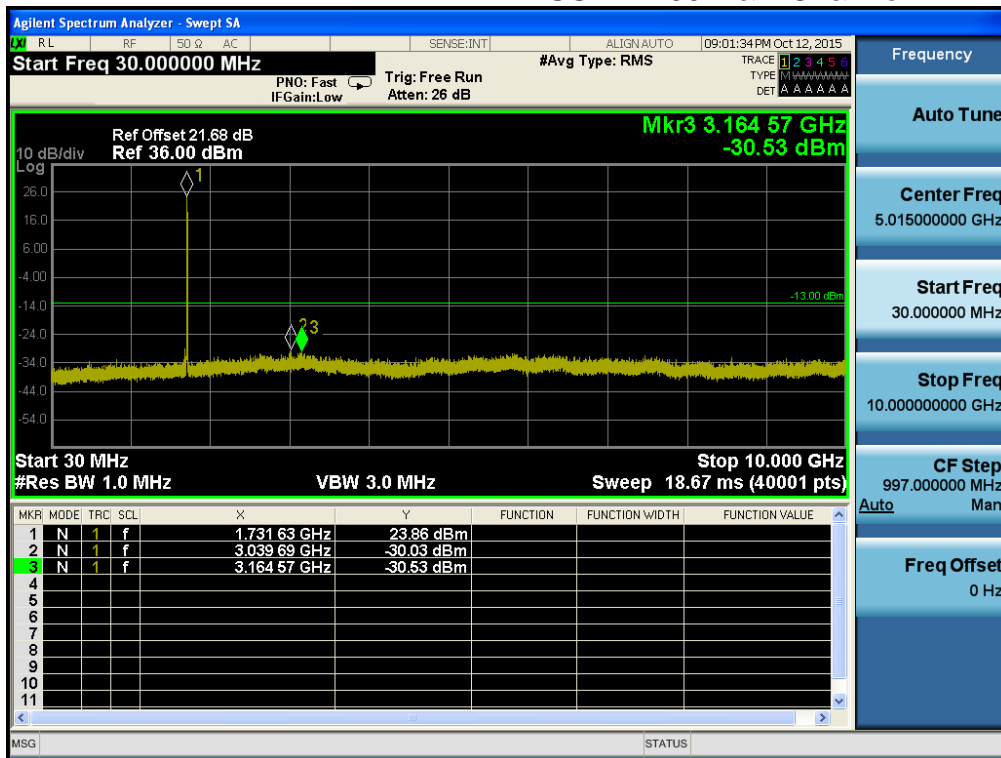 Agilent Spectrum Analyzer - Swept SA
LXI RL RF 50 Ω AC SENSE:INT ALIGN AUTO 09:01:34 PM Oct 12, 2015
Start Freq 30.000000 MHz
PNO: Fast
IFGain:Low
Trig: Free Run
Atten: 26 dB
#Avg Type: RMS
TRACE 1 2 3 4 5 6
TYPE M W W W W W
DET A A A A A A
Frequency
Auto Tune
Center Freq
5.015000000 GHz
Start Freq
30.000000 MHz
Stop Freq
10.000000000 GHz
CF Step
997.000000 MHz
Auto Man
Freq Offset
0 Hz
Mkr3 3.164 57 GHz
-30.53 dBm
Ref Offset 21.68 dB
10 dB/div Ref 36.00 dBm
Log
1
26.0
16.0
6.00
-4.00
-13.00 dBm
-14.0
2 3
-24.0
-34.0
-44.0
-54.0
Start 30 MHz Stop 10.000 GHz
#Res BW 1.0 MHz VBW 3.0 MHz Sweep 18.67 ms (40001 pts)
MKR MODE TRC SCL X Y FUNCTION FUNCTION WIDTH FUNCTION VALUE
1 N 1 f 1.731 63 GHz 23.86 dBm
2 N 1 f 3.039 69 GHz -30.03 dBm
3 N 1 f 3.164 57 GHz -30.53 dBm
4
5
6
7
8
9
10
11
MSG STATUS